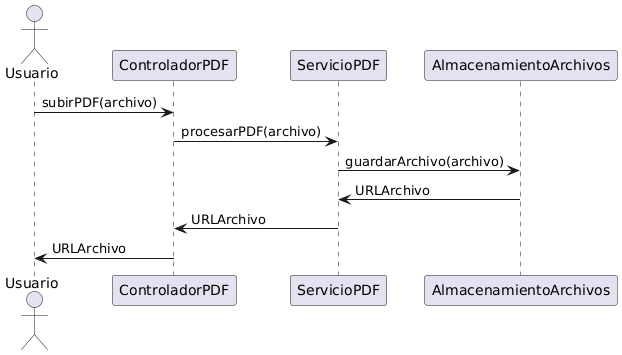 Usuario
ControladorPDF
ServicioPDF
AlmacenamientoArchivos
subirPDF(archivo)
procesarPDF(archivo)
guardarArchivo(archivo)
URLArchivo
URLArchivo
URLArchivo
Usuario
ControladorPDF
ServicioPDF
AlmacenamientoArchivos